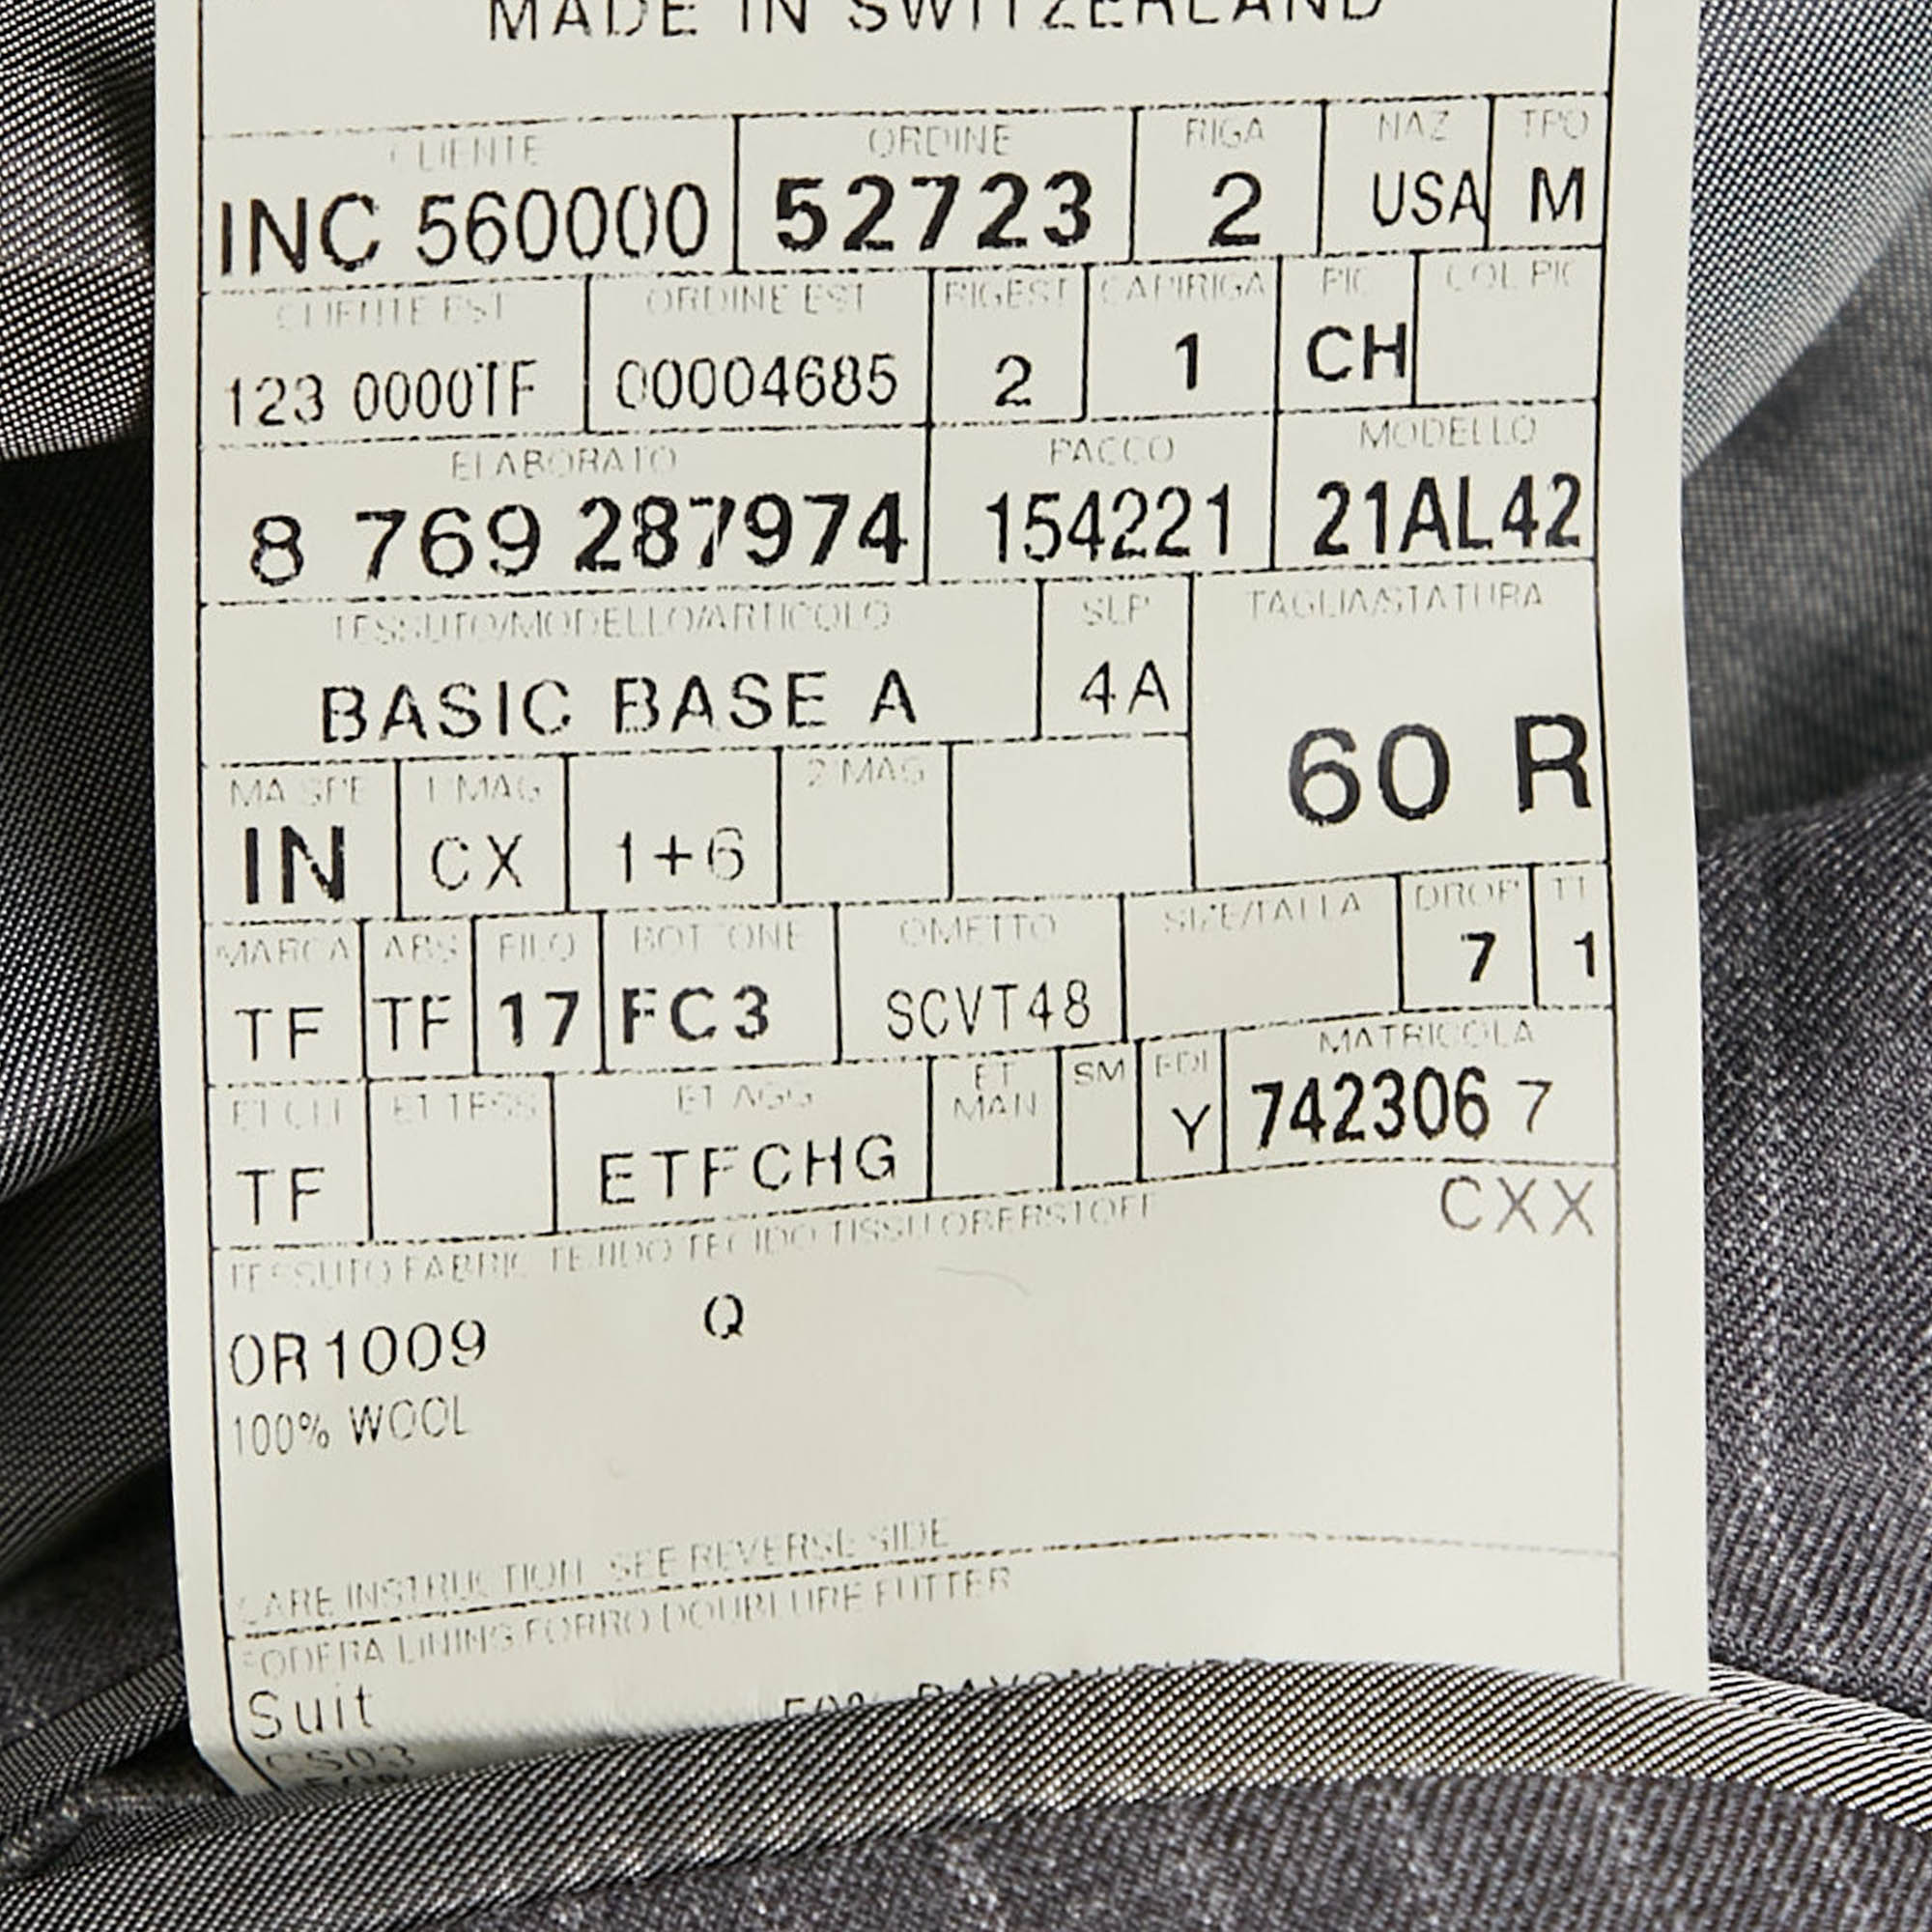 MADE IN SWITZERLAND
CLIENTE ORDINE RIGA NAZ TPO
INC 560000 52723 2 USA M
CLIENTE EST ORDINE EST RIGEST CAPIRIGA PIC COL PIC
123 0000TF 00004685 2 1 CH
ELABORATO PACCO MODELLO
8 769 287974 154221 21AL42
TESSUTO/MODELLO/ARTICOLO SLP TAGLIA/STATURA
BASIC BASE A 4A
60 R
MA SPE 1 MAG 2 MAG
IN CX 1+6
MARCA ABS FILO BOTTONE OMETTO SIZE/TALLA DROP TT
TF TF 17 FC3 SCVT48 7 1
ET CLI ET TESS ET AGG ET MAN SM EDI MATRICOLA
TF ETFCHG Y 742306 7
TESSUTO FABRIC TEJIDO TECIDO TISSU OBERSTOFF CXX
0R1009 Q
100% WOOL
CARE INSTRUCTION SEE REVERSE SIDE
FODERA LINING FORRO DOUBLURE FUTTER
Suit 50%
CS03